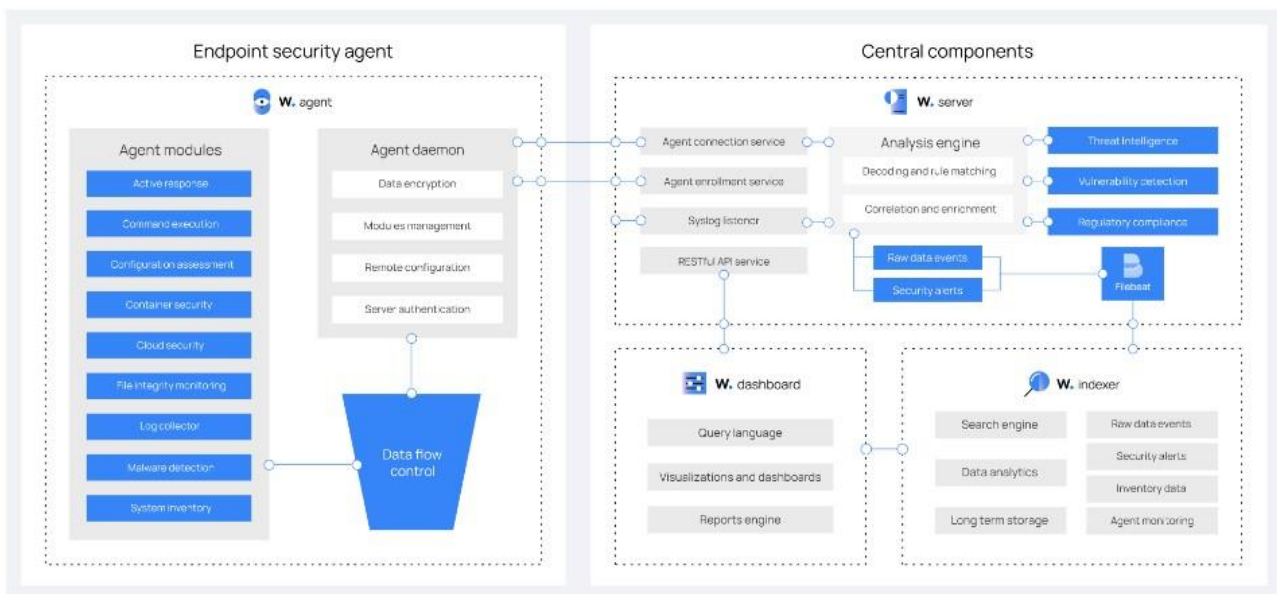 Endpoint security agent
W. agent
Agent modules
Active response
Command execution
Configuration assessment
Container security
Cloud security
File integrity monitoring
Log collector
Malware detection
System inventory
Agent daemon
Data encryption
Modules management
Remote configuration
Server authentication
Data flow
control
Central components
W. server
Agent connection service
Agent enrollment service
Syslog listener
RESTful API service
Analysis engine
Decoding and rule matching
Correlation and enrichment
Threat Intelligence
Vulnerability detection
Regulatory compliance
Raw data events
Security alerts
Filebeat
W. dashboard
Query language
Visualizations and dashboards
Reports engine
W. indexer
Search engine
Data analytics
Long term storage
Raw data events
Security alerts
Inventory data
Agent monitoring